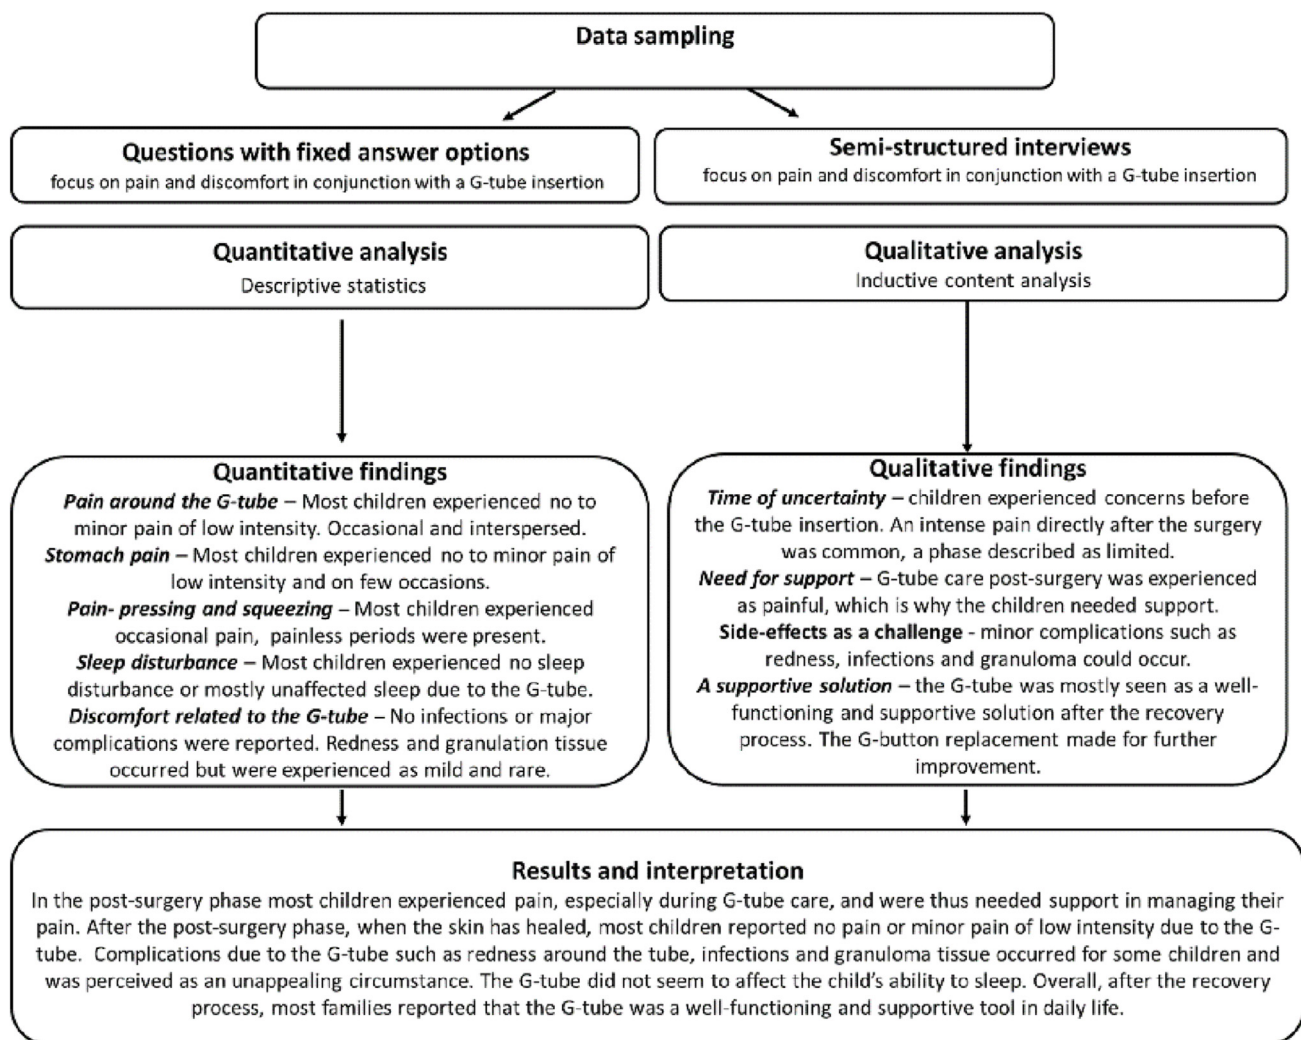 Data sampling
Questions with fixed answer options
focus on pain and discomfort in conjunction with a G-tube insertion
Semi-structured interviews
focus on pain and discomfort in conjunction with a G-tube insertion
Quantitative analysis
Descriptive statistics
Qualitative analysis
Inductive content analysis
Quantitative findings
Pain around the G-tube – Most children experienced no to
minor pain of low intensity. Occasional and interspersed.
Stomach pain – Most children experienced no to minor pain of
low intensity and on few occasions.
Pain- pressing and squeezing – Most children experienced
occasional pain, painless periods were present.
Sleep disturbance – Most children experienced no sleep
disturbance or mostly unaffected sleep due to the G-tube.
Discomfort related to the G-tube – No infections or major
complications were reported. Redness and granulation tissue
occurred but were experienced as mild and rare.
Qualitative findings
Time of uncertainty – children experienced concerns before
the G-tube insertion. An intense pain directly after the surgery
was common, a phase described as limited.
Need for support – G-tube care post-surgery was experienced
as painful, which is why the children needed support.
Side-effects as a challenge - minor complications such as
redness, infections and granuloma could occur.
A supportive solution – the G-tube was mostly seen as a well-
functioning and supportive solution after the recovery
process. The G-button replacement made for further
improvement.
Results and interpretation
In the post-surgery phase most children experienced pain, especially during G-tube care, and were thus needed support in managing their
pain. After the post-surgery phase, when the skin has healed, most children reported no pain or minor pain of low intensity due to the G-
tube. Complications due to the G-tube such as redness around the tube, infections and granuloma tissue occurred for some children and
was perceived as an unappealing circumstance. The G-tube did not seem to affect the child's ability to sleep. Overall, after the recovery
process, most families reported that the G-tube was a well-functioning and supportive tool in daily life.